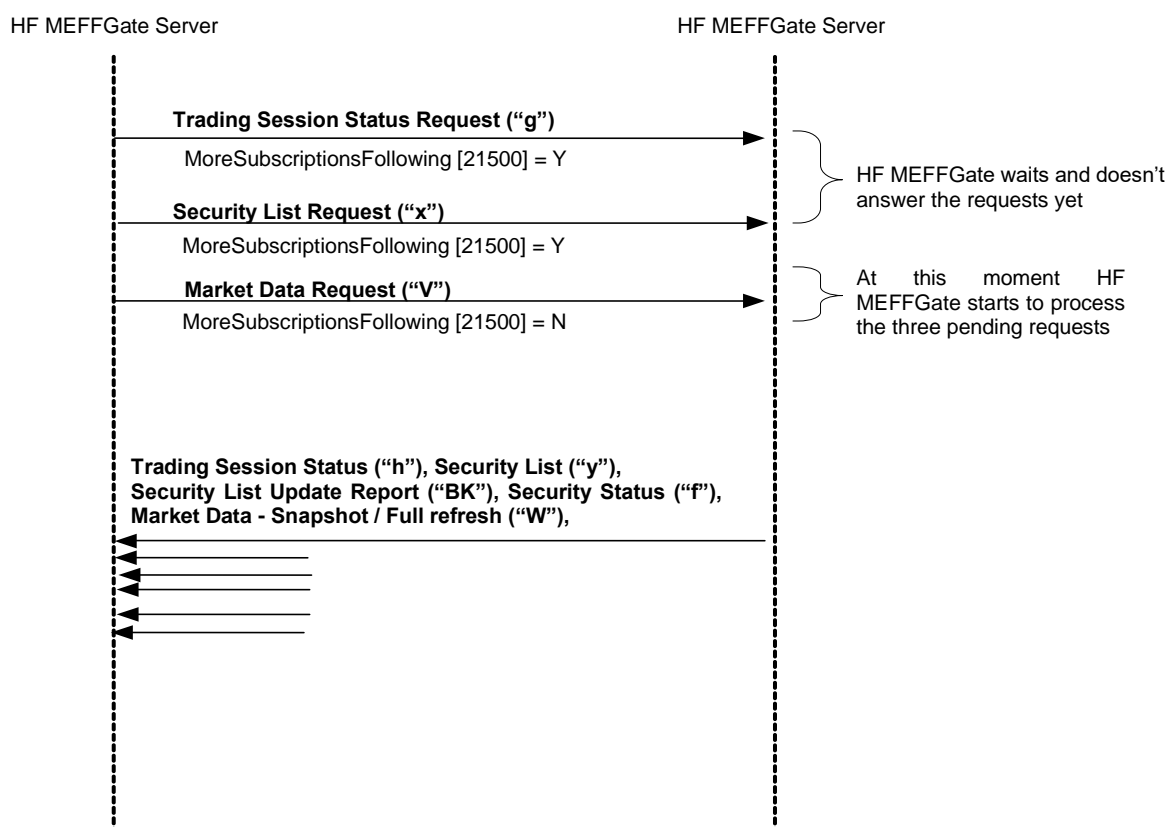 HF MEFFGate Server
HF MEFFGate Server
Trading Session Status Request (“g”)
MoreSubscriptionsFollowing [21500] = Y
HF MEFFGate waits and doesn’t
answer the requests yet
Security List Request (“x”)
MoreSubscriptionsFollowing [21500] = Y
Market Data Request (“V”)
MoreSubscriptionsFollowing [21500] = N
At this moment HF
MEFFGate starts to process
the three pending requests
Trading Session Status (“h”), Security List (“y”),
Security List Update Report (“BK”), Security Status (“f”),
Market Data - Snapshot / Full refresh (“W”),